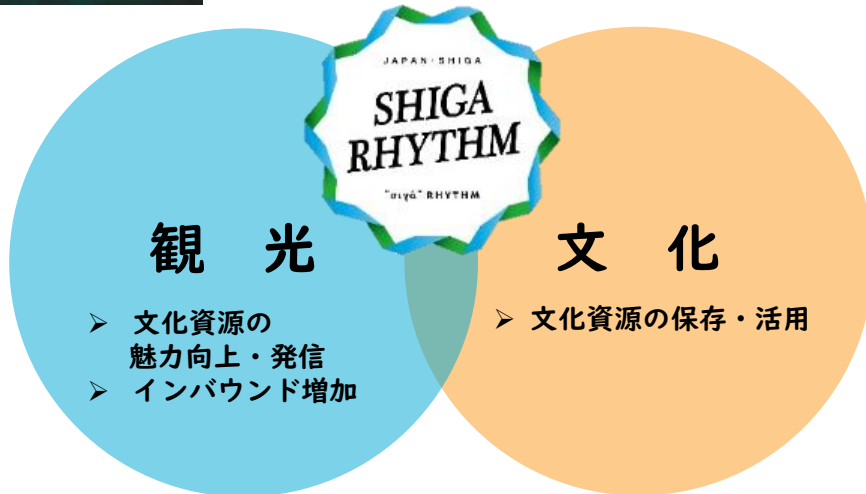 JAPAN・SHIGA
SHIGA
RHYTHM
"σιγά" RHYTHM
観 光
➢ 文化資源の
魅力向上・発信
➢ インバウンド増加
文 化
➢ 文化資源の保存・活用